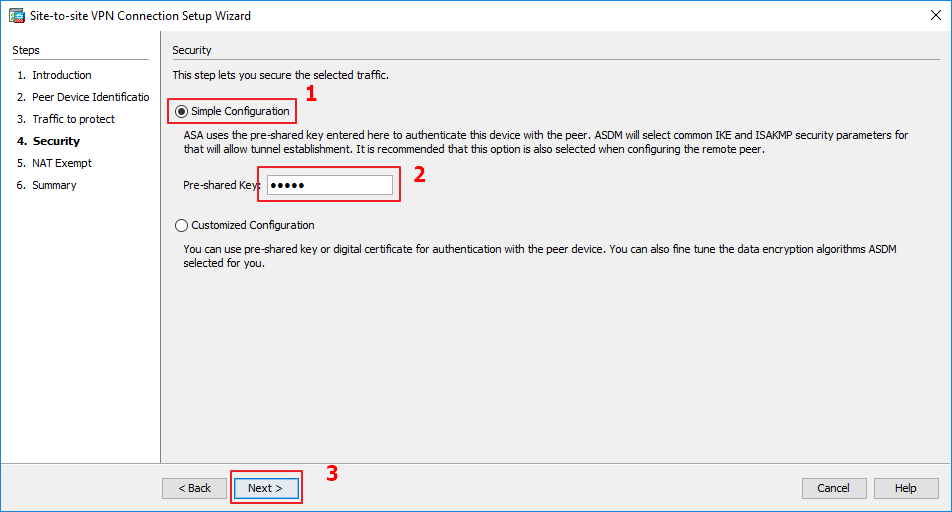 Site-to-site VPN Connection Setup Wizard
Steps
1. Introduction
2. Peer Device Identificatio
3. Traffic to protect
4. Security
5. NAT Exempt
6. Summary
Security
This step lets you secure the selected traffic.
1
Simple Configuration
ASA uses the pre-shared key entered here to authenticate this device with the peer. ASDM will select common IKE and ISAKMP security parameters for
that will allow tunnel establishment. It is recommended that this option is also selected when configuring the remote peer.
2
Pre-shared Key: •••••
Customized Configuration
You can use pre-shared key or digital certificate for authentication with the peer device. You can also fine tune the data encryption algorithms ASDM
selected for you.
3
< Back Next > Cancel Help